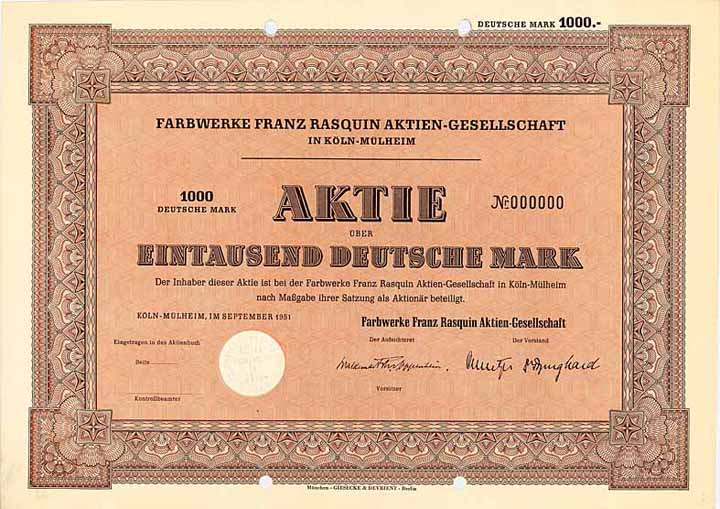 DEUTSCHE MARK 1000.-
FARBWERKE FRANZ RASQUIN AKTIEN-GESELLSCHAFT
IN KÖLN-MÜLHEIM
1000
DEUTSCHE MARK
AKTIE
№ 000000
ÜBER
EINTAUSEND DEUTSCHE MARK
Der Inhaber dieser Aktie ist bei der Farbwerke Franz Rasquin Aktien-Gesellschaft in Köln-Mülheim
nach Maßgabe ihrer Satzung als Aktionär beteiligt.
KÖLN-MÜLHEIM, IM SEPTEMBER 1951
Farbwerke Franz Rasquin Aktien-Gesellschaft
Eingetragen in das Aktienbuch
Der Aufsichtsrat
Der Vorstand
Seite
Vorsitzer
Kontrollbeamter
München - GIESECKE & DEVRIENT - Berlin